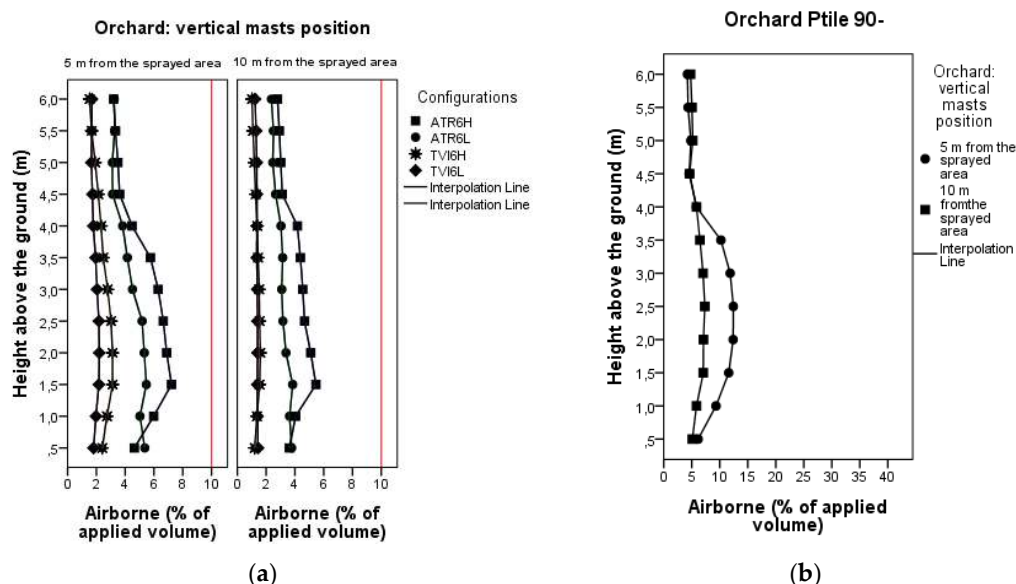 Orchard: vertical masts position
5 m from the sprayed area
10 m from the sprayed area
Height above the ground (m)
6,0
5,5
5,0
4,5
4,0
3,5
3,0
2,5
2,0
1,5
1,0
,5
0 2 4 6 8 10
0 2 4 6 8 10
Airborne (% of
applied volume)
Airborne (% of
applied volume)
Configurations
ATR6H
ATR6L
TVI6H
TVI6L
Interpolation Line
Interpolation Line
(a)
Orchard Ptile 90-
Height above the ground (m)
6,0
5,5
5,0
4,5
4,0
3,5
3,0
2,5
2,0
1,5
1,0
,5
0 5 10 15 20 25 30 35 40
Airborne (% of applied
volume)
Orchard:
vertical
masts
position
5 m from the
sprayed
area
10 m
fromthe
sprayed
area
Interpolation
Line
(b)